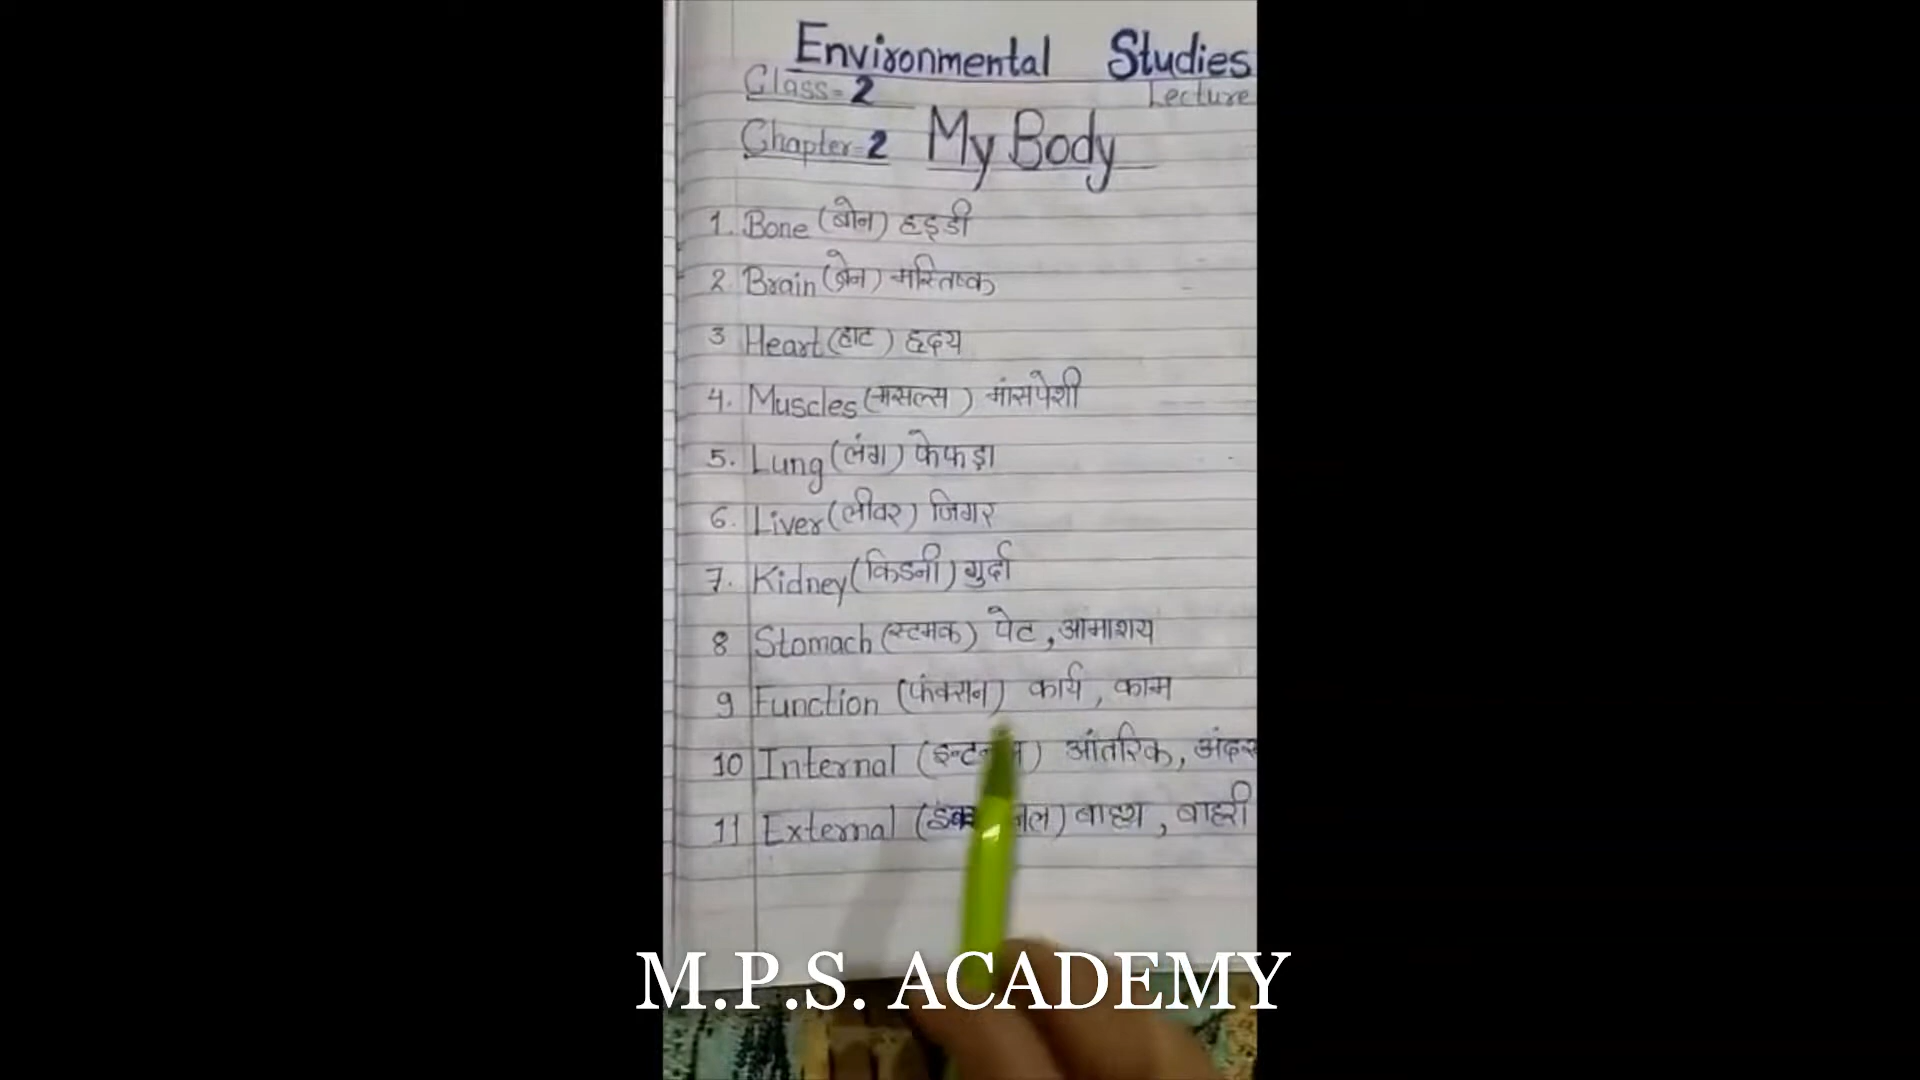 Environmental Studies
Class = 2 Lecture
Chapter = 2 My Body
1. Bone (बोन) हड्डी
2 Brain (ब्रेन) मस्तिष्क
3 Heart (हाट) हृदय
4. Muscles (मसल्स) मांसपेशी
5. Lung (लंग) फेफड़ा
6. Liver (लीवर) जिगर
7. Kidney (किडनी) गुर्दा
8 Stomach (स्टमक) पेट, आमाशय
9 Function (फंक्सन) कार्य, काम
10 Internal आंतरिक, अंदर
11 External बाह्य, बाहरी
M.P.S. ACADEMY